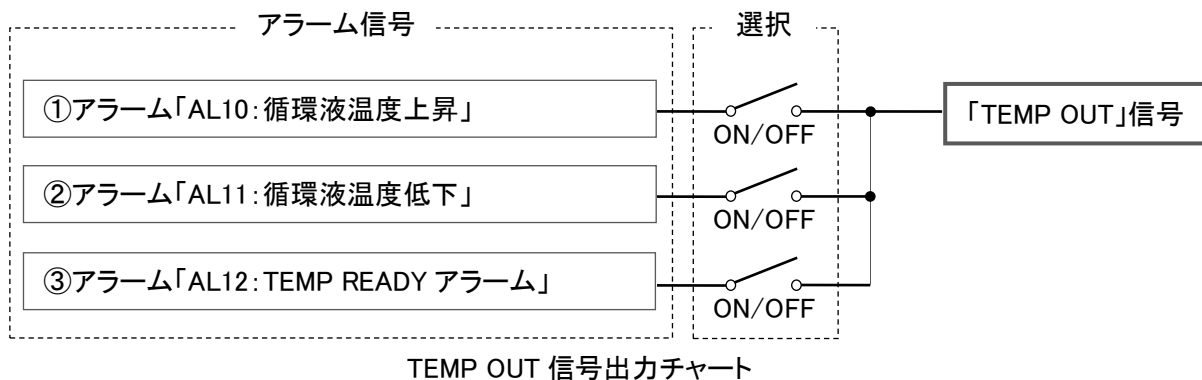 アラーム信号
選択
①アラーム「AL10:循環液温度上昇」
ON/OFF
「TEMP OUT」信号
②アラーム「AL11:循環液温度低下」
ON/OFF
③アラーム「AL12:TEMP READY アラーム」
ON/OFF
TEMP OUT 信号出力チャート